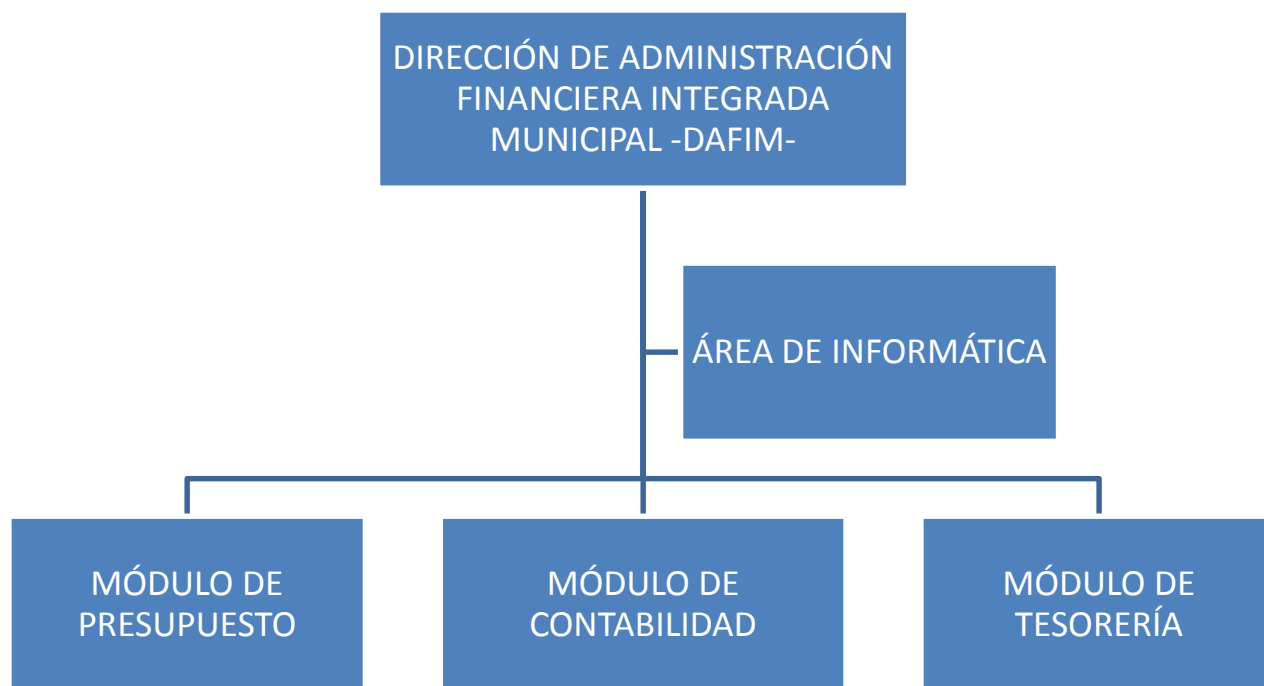 DIRECCIÓN DE ADMINISTRACIÓN
FINANCIERA INTEGRADA
MUNICIPAL -DAFIM-
ÁREA DE INFORMÁTICA
MÓDULO DE
PRESUPUESTO
MÓDULO DE
CONTABILIDAD
MÓDULO DE
TESORERÍA